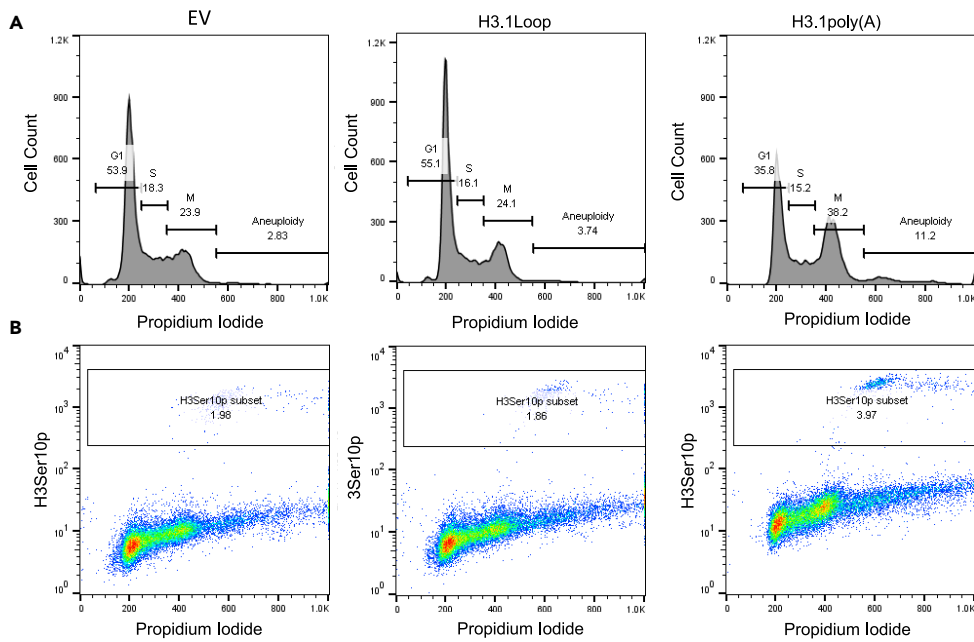 A
EV
H3.1Loop
H3.1poly(A)
1.2K
900
600
300
0
Cell Count
G1
53.9
S
18.3
M
23.9
Aneuploidy
2.83
0 200 400 600 800 1.0K
Propidium Iodide
1.2K
900
600
300
0
Cell Count
G1
55.1
S
16.1
M
24.1
Aneuploidy
3.74
0 200 400 600 800 1.0K
Propidium Iodide
1.2K
900
600
300
0
Cell Count
G1
35.8
S
15.2
M
38.2
Aneuploidy
11.2
0 200 400 600 800 1.0K
Propidium Iodide
B
10^4
10^3
10^2
10^1
10^0
H3Ser10p
H3Ser10p subset
1.98
0 200 400 600 800 1.0K
Propidium Iodide
10^4
10^3
10^2
10^1
10^0
3Ser10p
H3Ser10p subset
1.86
0 200 400 600 800 1.0K
Propidium Iodide
10^4
10^3
10^2
10^1
10^0
H3Ser10p
H3Ser10p subset
3.97
0 200 400 600 800 1.0K
Propidium Iodide